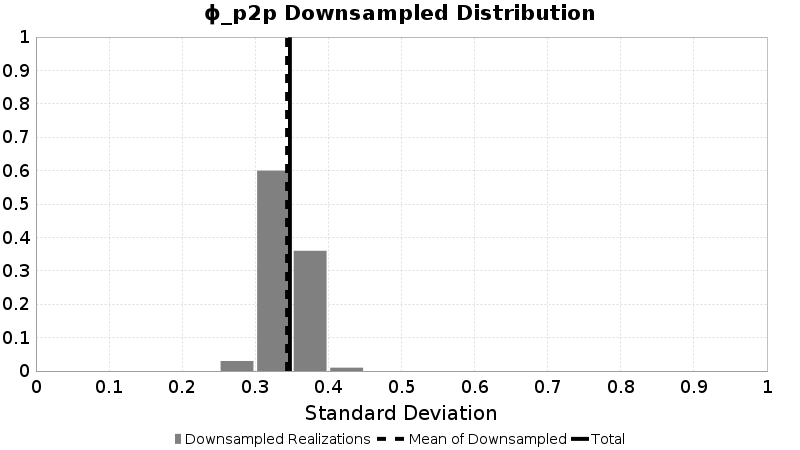 ϕ_p2p Downsampled Distribution
1
0.9
0.8
0.7
0.6
0.5
0.4
0.3
0.2
0.1
0
0 0.1 0.2 0.3 0.4 0.5 0.6 0.7 0.8 0.9 1
Standard Deviation
Downsampled Realizations Mean of Downsampled Total